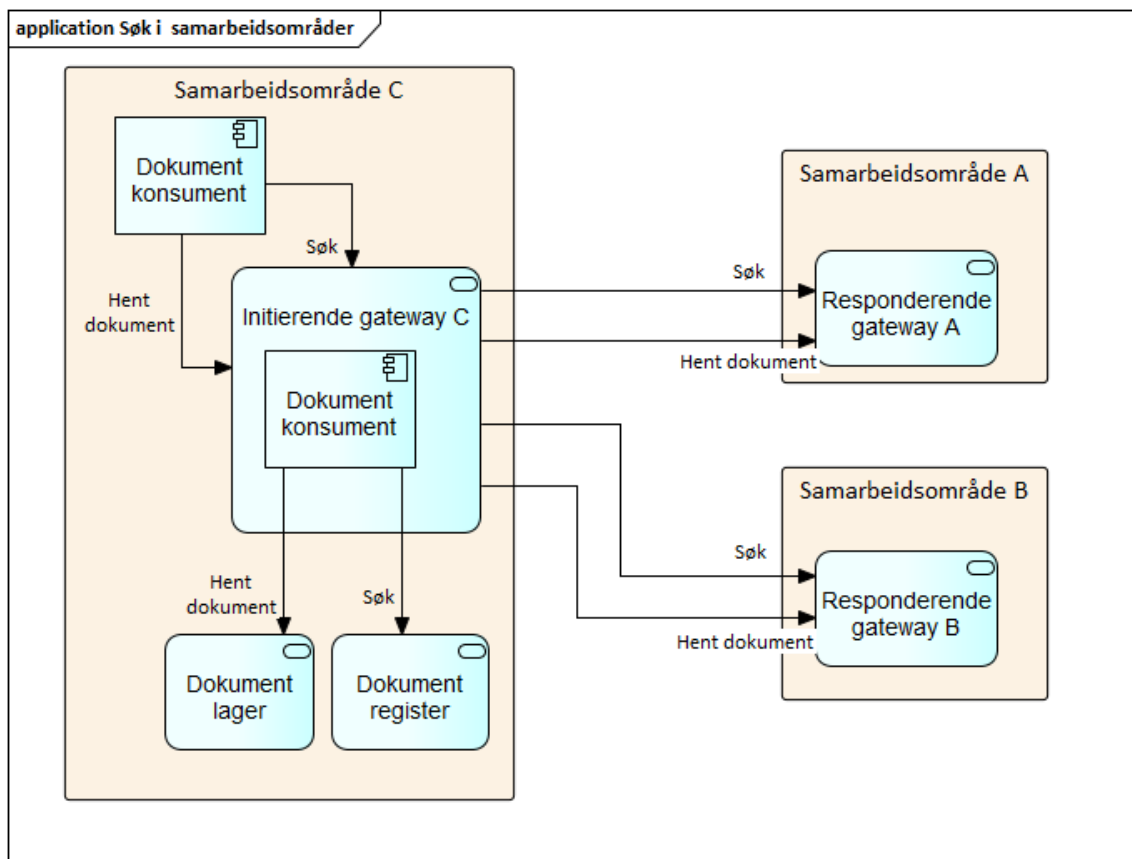 application Søk i  samarbeidsområder
Samarbeidsområde C
Dokument
konsument
Søk
Hent
dokument
Initierende gateway C
Dokument
konsument
Hent
dokument
Søk
Dokument
lager
Dokument
register
Samarbeidsområde A
Søk
Responderende
gateway A
Hent dokument
Samarbeidsområde B
Søk
Responderende
gateway B
Hent dokument